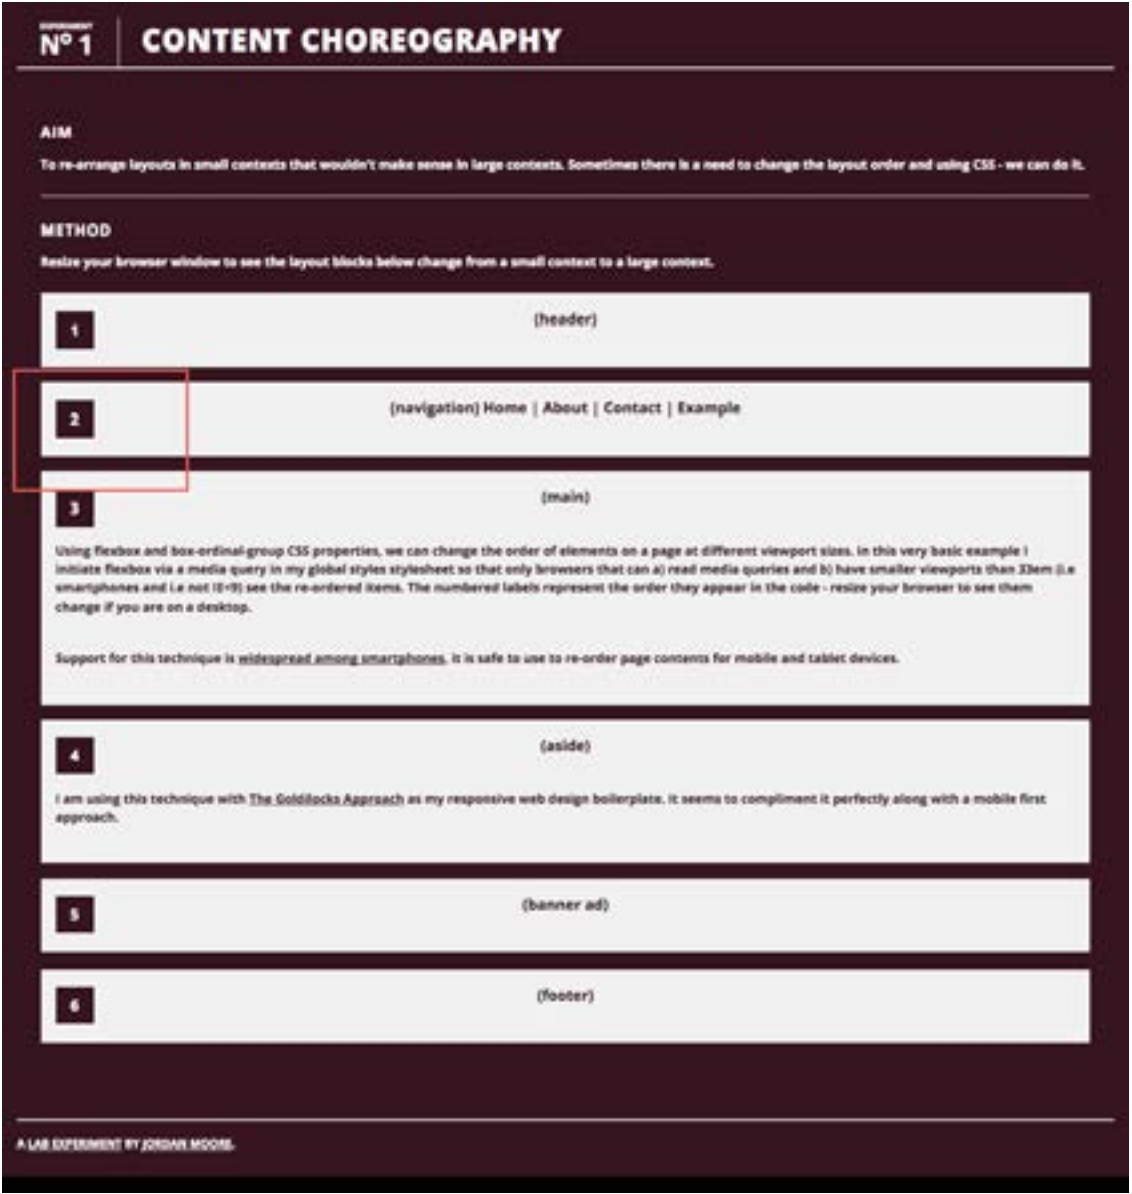 EXPERIMENT
Nº 1
CONTENT CHOREOGRAPHY
AIM
To re-arrange layouts in small contexts that wouldn't make sense in large contexts. Sometimes there is a need to change the layout order and using CSS - we can do it.
METHOD
Resize your browser window to see the layout blocks below change from a small context to a large context.
1
(header)
2
(navigation) Home | About | Contact | Example
3
(main)
Using flexbox and box-ordinal-group CSS properties, we can change the order of elements on a page at different viewport sizes. In this very basic example I
initiate flexbox via a media query in my global styles stylesheet so that only browsers that can a) read media queries and b) have smaller viewports than 33em (i.e
smartphones and i.e not IE<9) see the re-ordered items. The numbered labels represent the order they appear in the code - resize your browser to see them
change if you are on a desktop.
Support for this technique is widespread among smartphones, it is safe to use to re-order page contents for mobile and tablet devices.
4
(aside)
I am using this technique with The Goldilocks Approach as my responsive web design boilerplate. It seems to compliment it perfectly along with a mobile first
approach.
5
(banner ad)
6
(footer)
A LAB EXPERIMENT BY JORDAN MOORE.